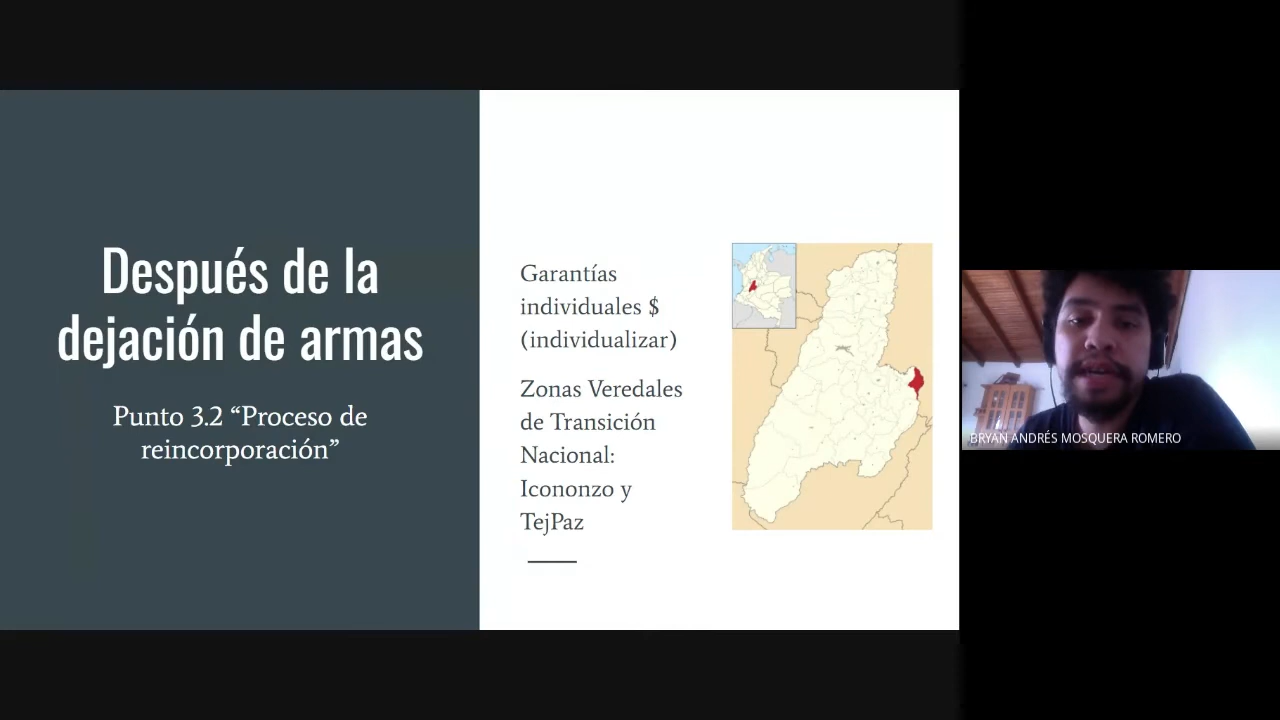 Después de la
dejación de armas
Punto 3.2 “Proceso de
reincorporación”
Garantías
individuales $
(individualizar)
Zonas Veredales
de Transición
Nacional:
Icononzo y
TejPaz
BRYAN ANDRÉS MOSQUERA ROMERO